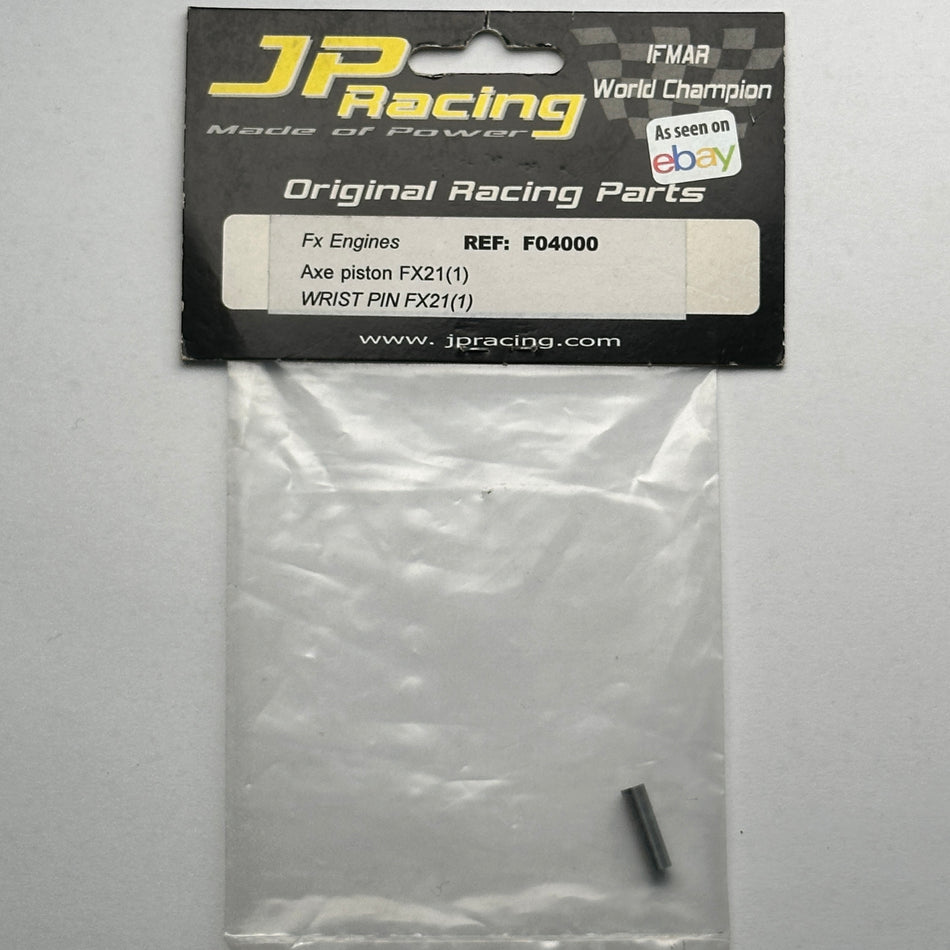 JP Racing
Made of Power
IFMAR
World Champion
As seen on
ebay
Original Racing Parts
Fx Engines REF: F04000
Axe piston FX21(1)
WRIST PIN FX21(1)
www. jpracing.com